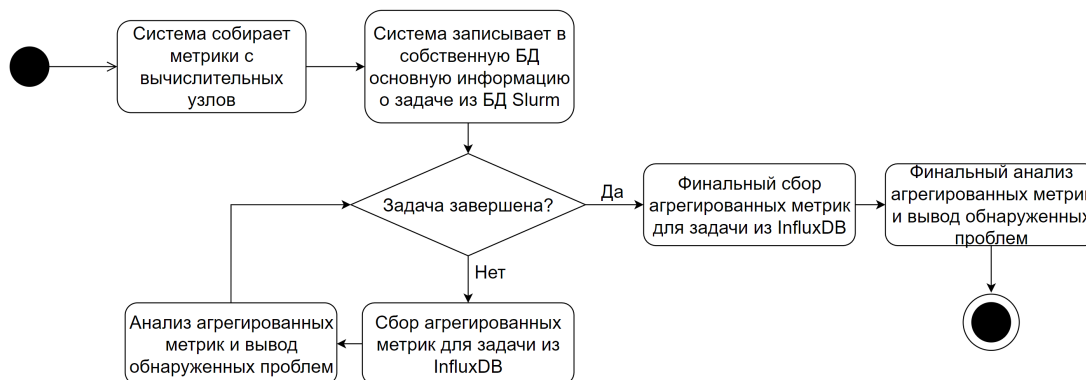 Система собирает
метрики с
вычислительных
узлов
Система записывает в
собственную БД
основную информацию
о задаче из БД Slurm
Задача завершена?
Да
Финальный сбор
агрегированных метрик
для задачи из InfluxDB
Финальный анализ
агрегированных метрик
и вывод обнаруженных
проблем
Нет
Сбор агрегированных
метрик для задачи из
InfluxDB
Анализ агрегированных
метрик и вывод
обнаруженных проблем